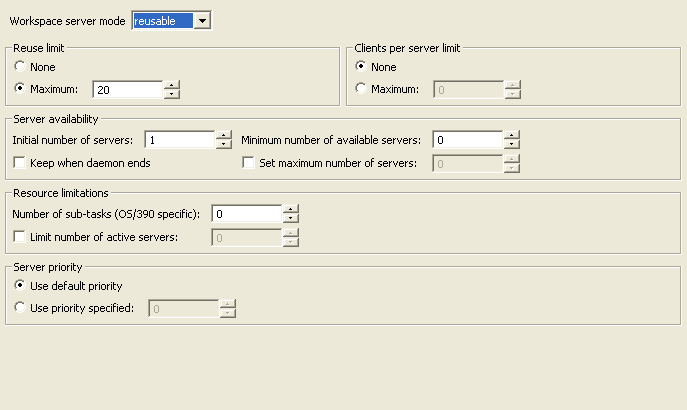 Workspace server mode reusable
Reuse limit
Clients per server limit
None
None
Maximum: 20
Maximum: 0
Server availability
Initial number of servers: 1 Minimum number of available servers: 0
Keep when daemon ends Set maximum number of servers: 0
Resource limitations
Number of sub-tasks (OS/390 specific): 0
Limit number of active servers: 0
Server priority
Use default priority
Use priority specified: 0